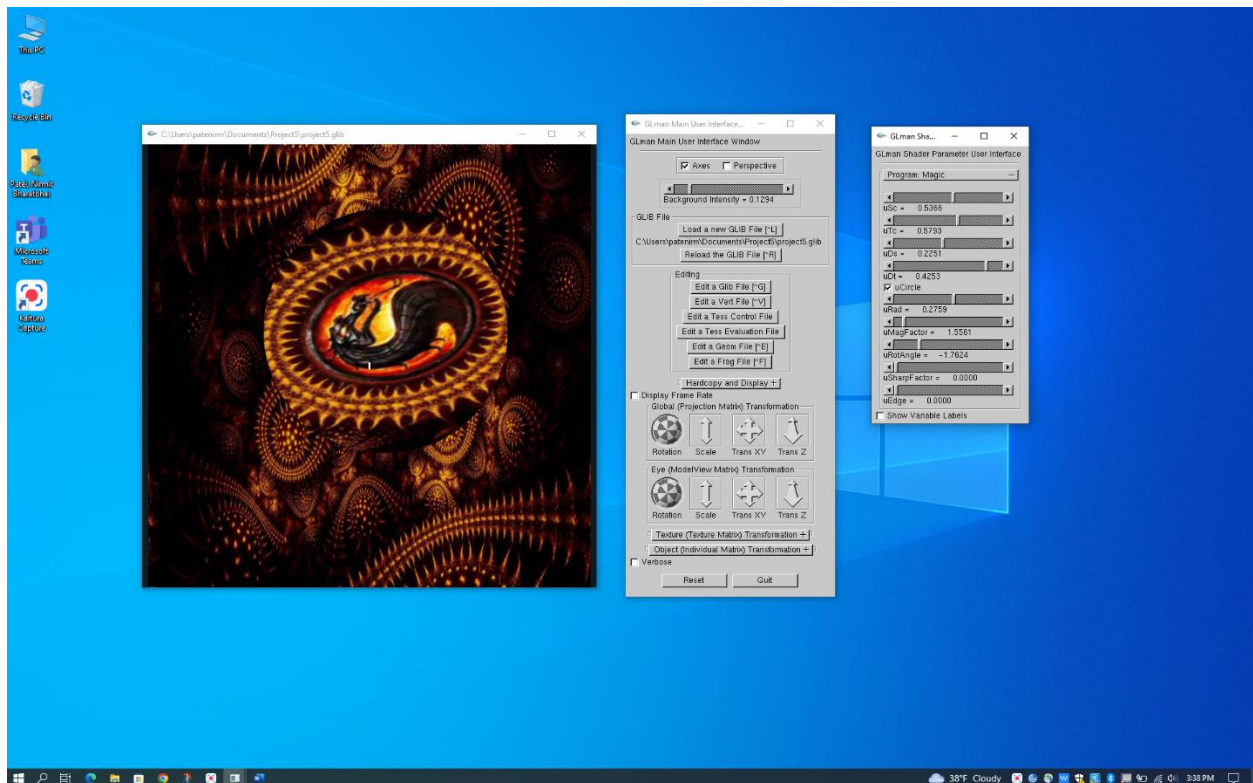 This PC
Recycle Bin
Patel, Nirmit
Bharatbhai
Microsoft
Teams
Kaltura
Capture
C:\Users\patenirm\Documents\Project5\project5.glib
GLman Main User Interface...
GLman Main User Interface Window
Axes Perspective
Background Intensity = 0.1294
GLIB File
Load a new GLIB File [^L]
C:\Users\patenirm\Documents\Project5\project5.glib
Reload the GLIB File [^R]
Editing
Edit a Glib File [^G]
Edit a Vert File [^V]
Edit a Tess Control File
Edit a Tess Evaluation File
Edit a Geom File [^E]
Edit a Frag File [^F]
Hardcopy and Display +
Display Frame Rate
Global (Projection Matrix) Transformation
Rotation Scale Trans XY Trans Z
Eye (ModelView Matrix) Transformation
Rotation Scale Trans XY Trans Z
Texture (Texture Matrix) Transformation +
Object (Individual Matrix) Transformation +
Verbose
Reset Quit
GLman Sha...
GLman Shader Parameter User Interface
Program: Magic –
uSc = 0.5366
uTc = 0.5793
uDs = 0.2251
uDt = 0.4253
uCircle
uRad = 0.2759
uMagFactor = 1.5561
uRotAngle = -1.7624
uSharpFactor = 0.0000
uEdge = 0.0000
Show Variable Labels
38°F Cloudy
3:38 PM